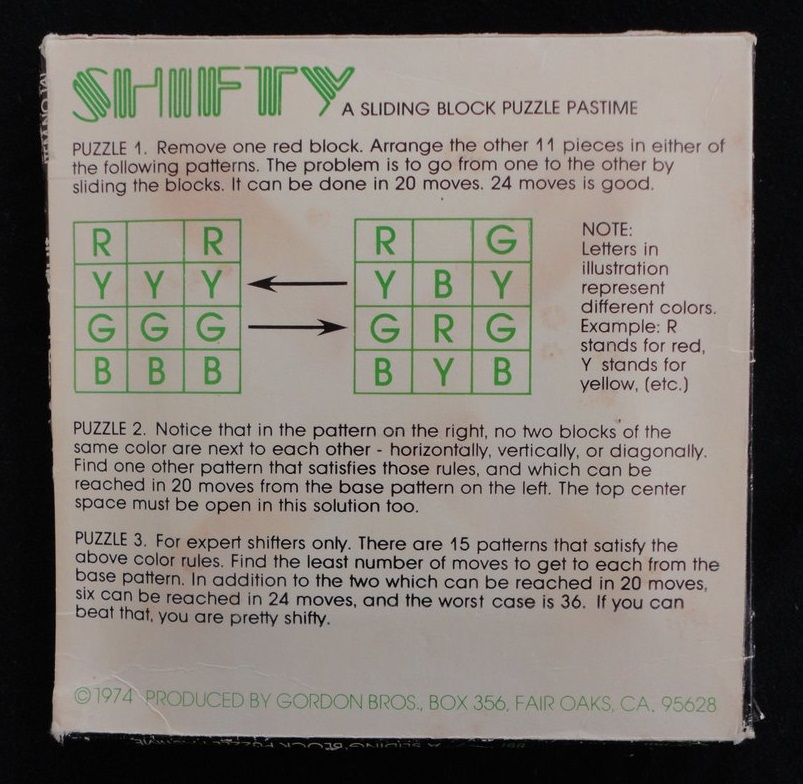 SHIFTY
A SLIDING BLOCK PUZZLE PASTIME
PUZZLE 1. Remove one red block. Arrange the other 11 pieces in either of
the following patterns. The problem is to go from one to the other by
sliding the blocks. It can be done in 20 moves. 24 moves is good.
R R
Y Y Y
G G G
B B B
R G
Y B Y
G R G
B Y B
NOTE:
Letters in
illustration
represent
different colors.
Example: R
stands for red,
Y stands for
yellow, (etc.)
PUZZLE 2. Notice that in the pattern on the right, no two blocks of the
same color are next to each other - horizontally, vertically, or diagonally.
Find one other pattern that satisfies those rules, and which can be
reached in 20 moves from the base pattern on the left. The top center
space must be open in this solution too.
PUZZLE 3. For expert shifters only. There are 15 patterns that satisfy the
above color rules. Find the least number of moves to get to each from the
base pattern. In addition to the two which can be reached in 20 moves,
six can be reached in 24 moves, and the worst case is 36. If you can
beat that, you are pretty shifty.
©1974 PRODUCED BY GORDON BROS., BOX 356, FAIR OAKS, CA. 95628
A SLIDING BLOCK PUZZLE PASTIME